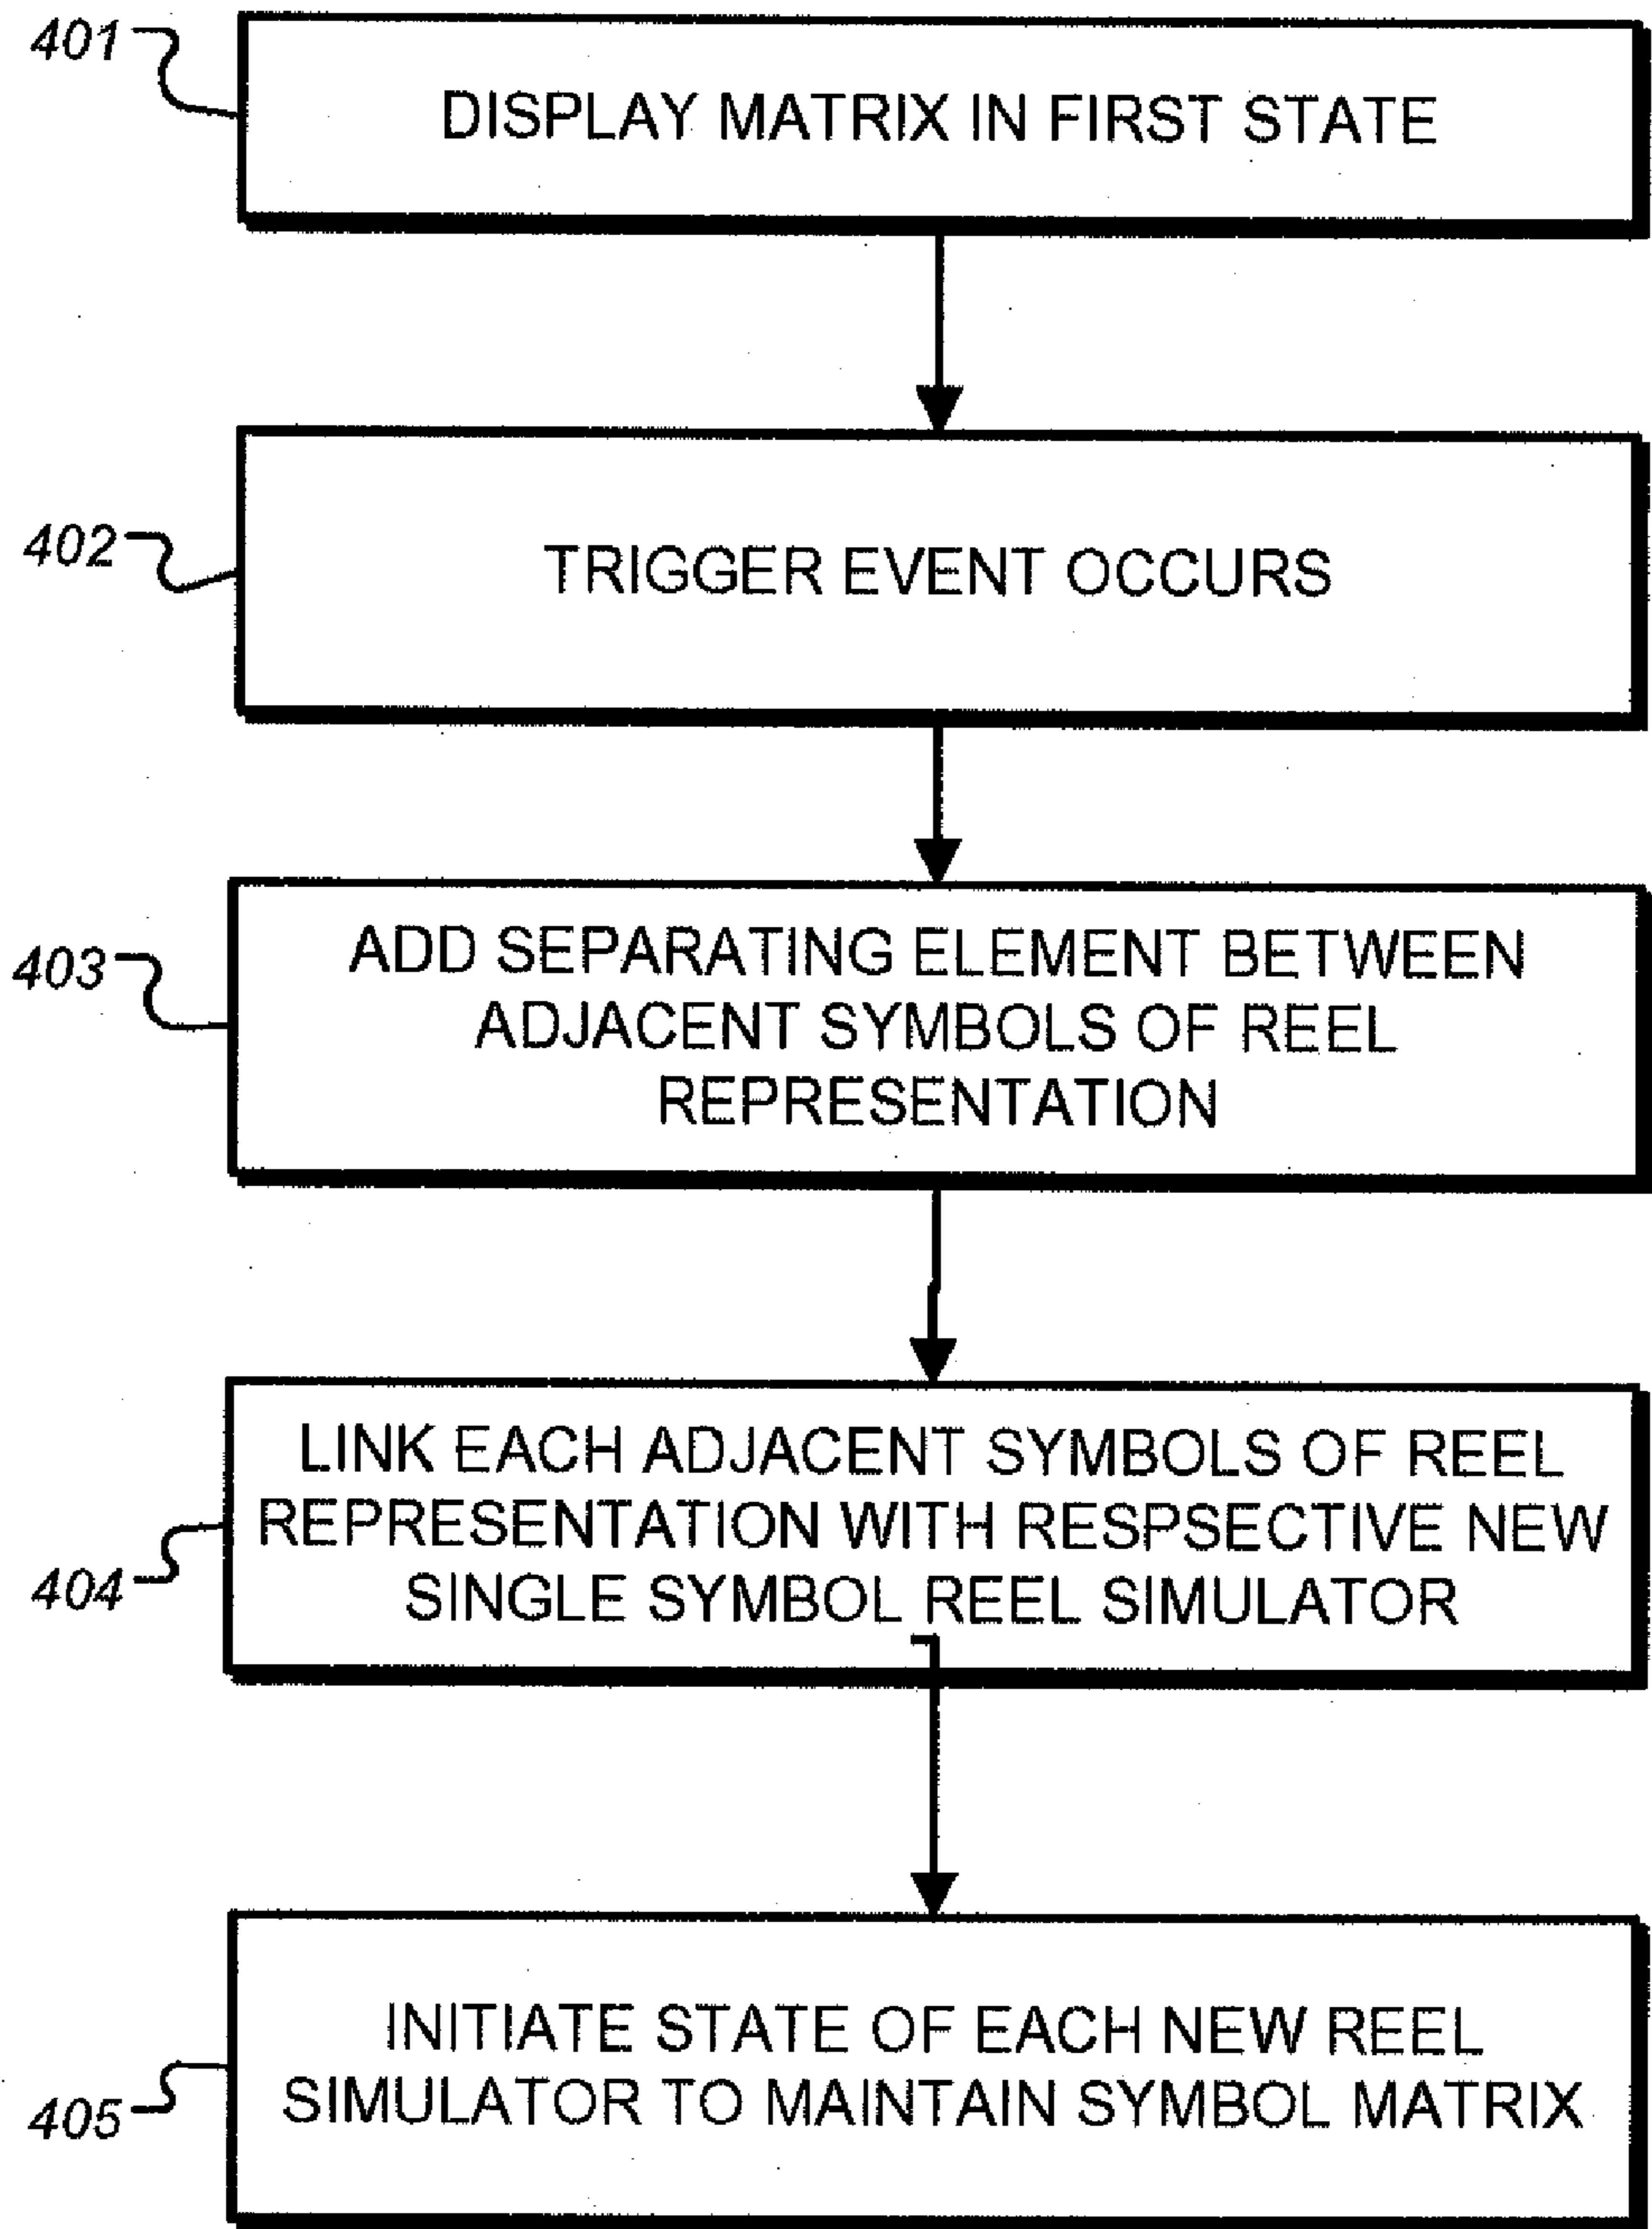 401
DISPLAY MATRIX IN FIRST STATE
402
TRIGGER EVENT OCCURS
403
ADD SEPARATING ELEMENT BETWEEN
ADJACENT SYMBOLS OF REEL
REPRESENTATION
404
LINK EACH ADJACENT SYMBOLS OF REEL
REPRESENTATION WITH RESPSECTIVE NEW
SINGLE SYMBOL REEL SIMULATOR
405
INITIATE STATE OF EACH NEW REEL
SIMULATOR TO MAINTAIN SYMBOL MATRIX